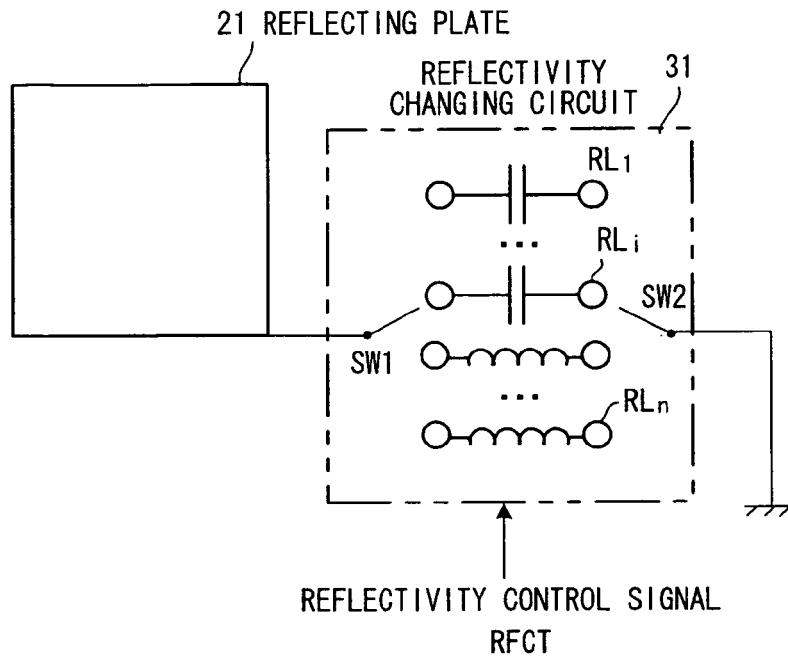 21 REFLECTING PLATE
REFLECTIVITY
CHANGING CIRCUIT
31
RL1
...
RLi
SW1
SW2
...
RLn
REFLECTIVITY CONTROL SIGNAL
RFCT